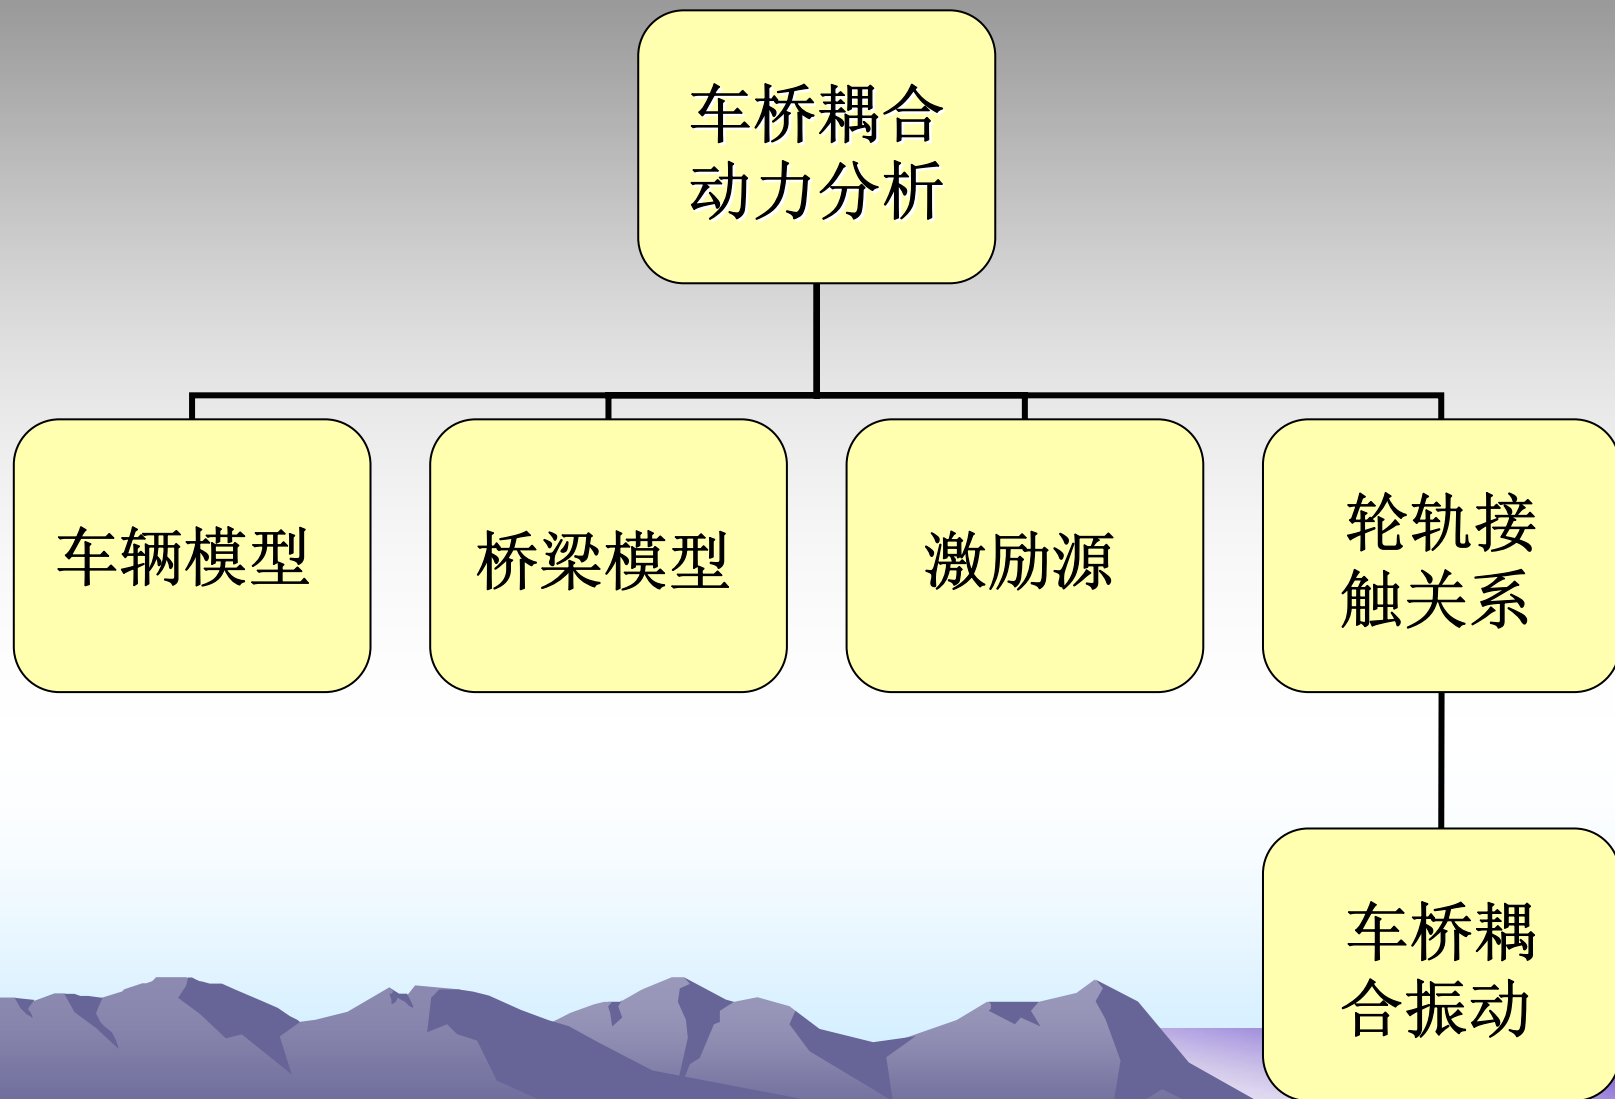 车桥耦合
动力分析
车辆模型
桥梁模型
激励源
轮轨接
触关系
车桥耦
合振动